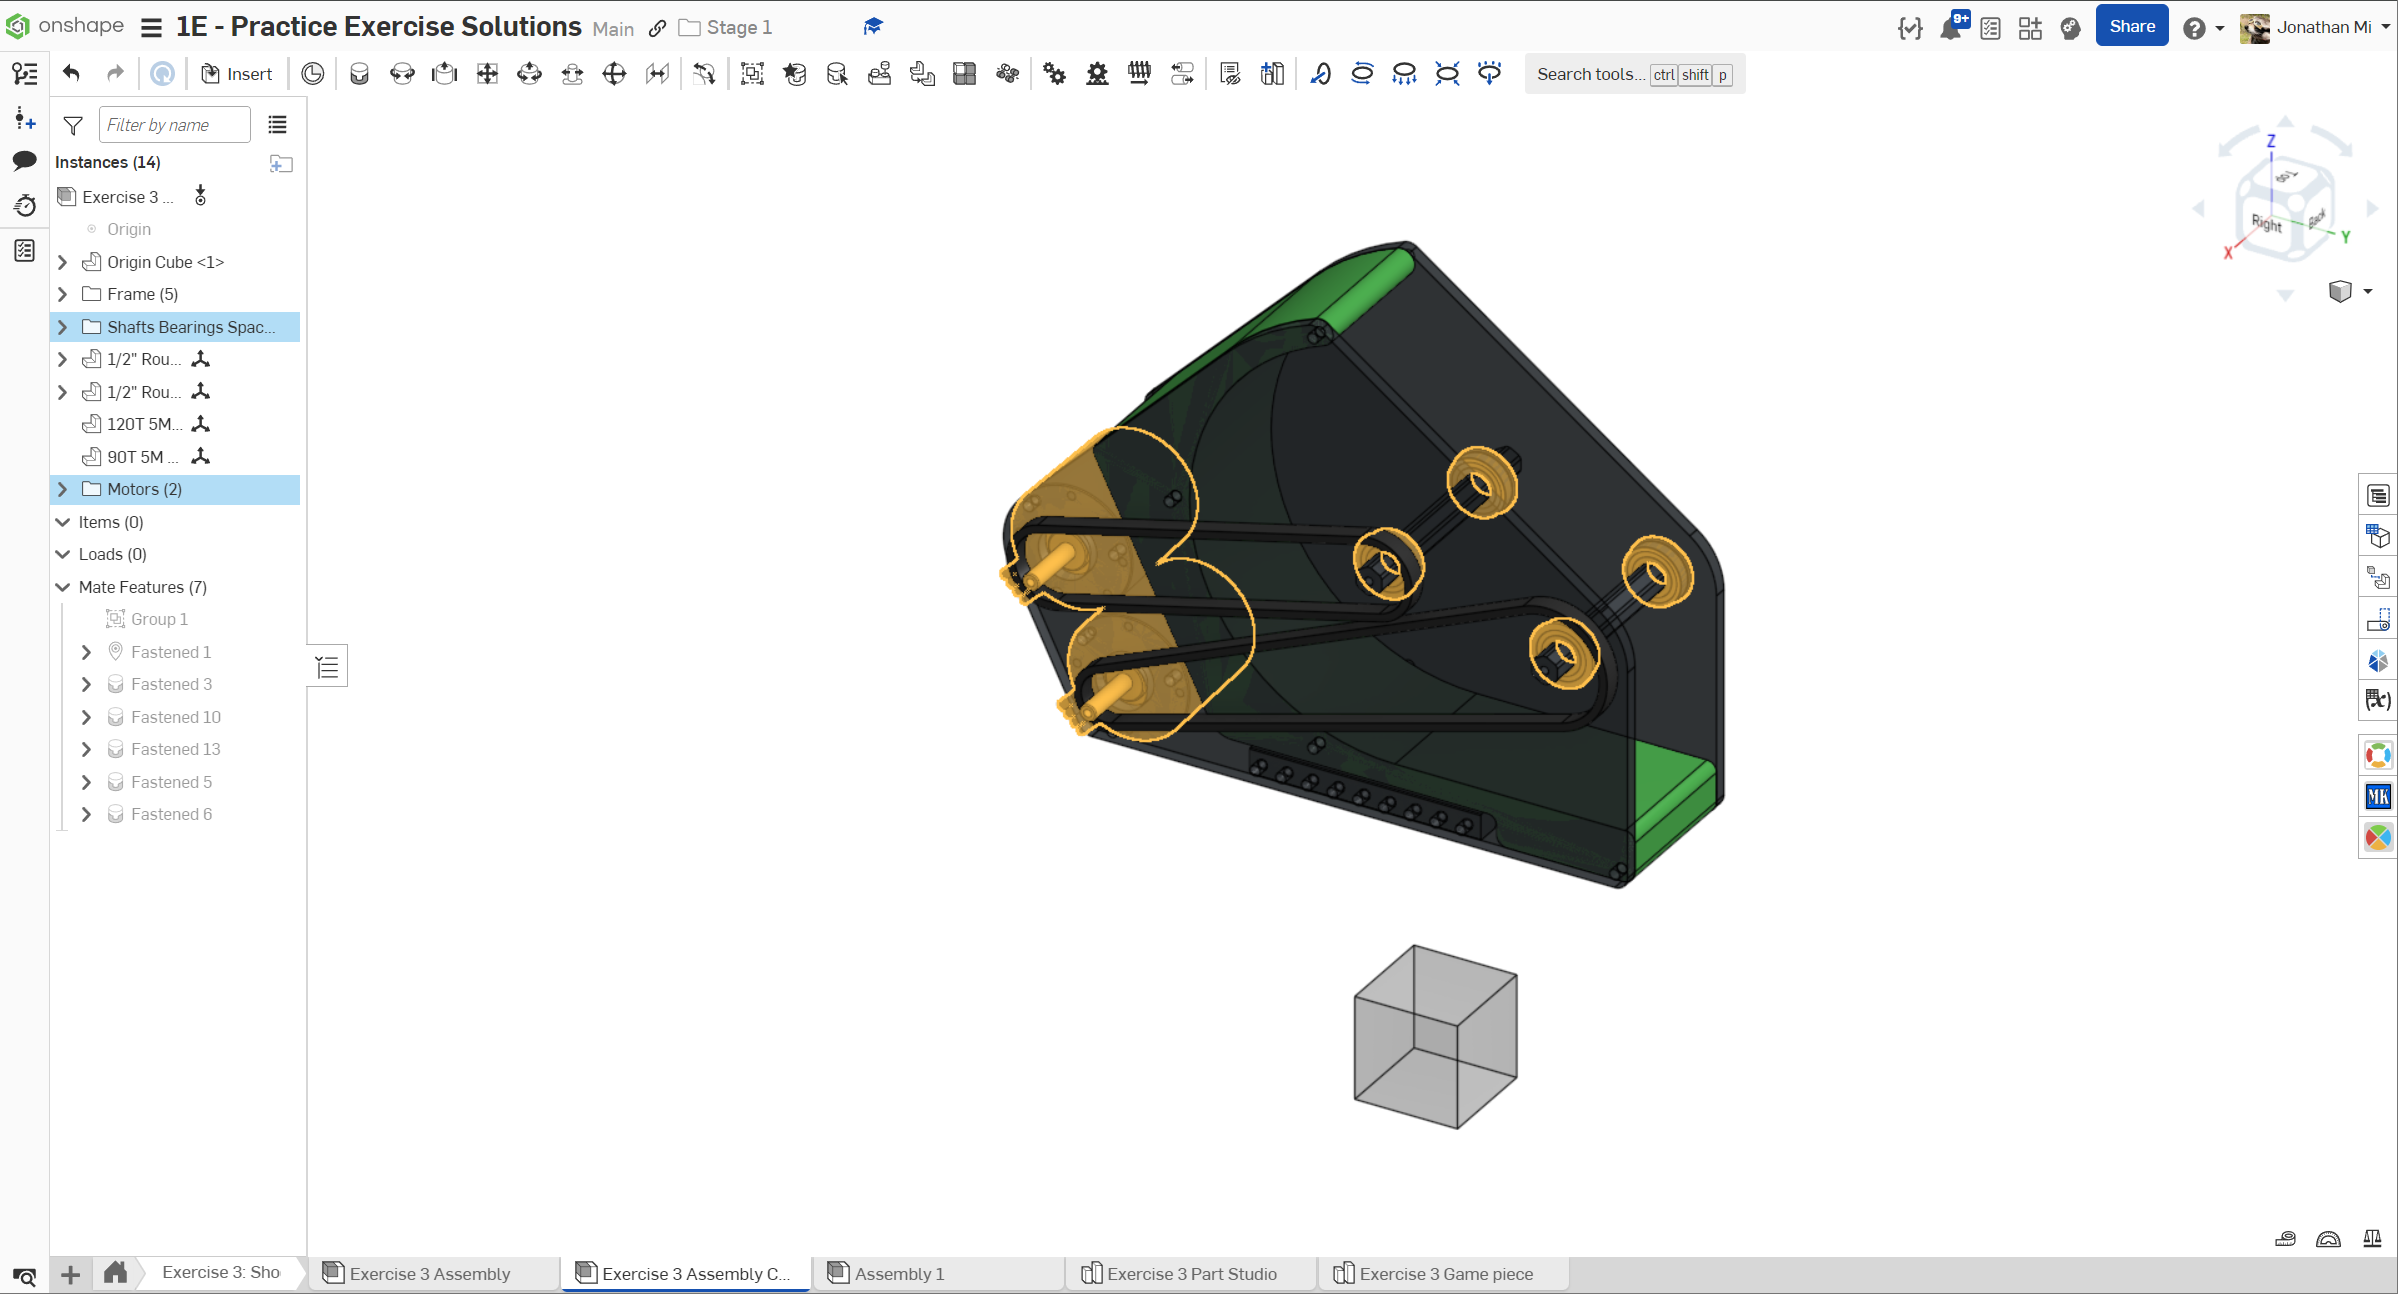 onshape 1E - Practice Exercise Solutions Main Stage 1 9+ Share Jonathan Mi
Insert Search tools... ctrl shift p
Filter by name
Instances (14)
Exercise 3 ...
Origin
Origin Cube <1>
Frame (5)
Shafts Bearings Spac...
1/2" Rou...
1/2" Rou...
120T 5M...
90T 5M ...
Motors (2)
Items (0)
Loads (0)
Mate Features (7)
Group 1
Fastened 1
Fastened 3
Fastened 10
Fastened 13
Fastened 5
Fastened 6
Z
Top
Right
Back
X
Y
(x)
MK
Exercise 3: Sho
Exercise 3 Assembly
Exercise 3 Assembly C...
Assembly 1
Exercise 3 Part Studio
Exercise 3 Game piece